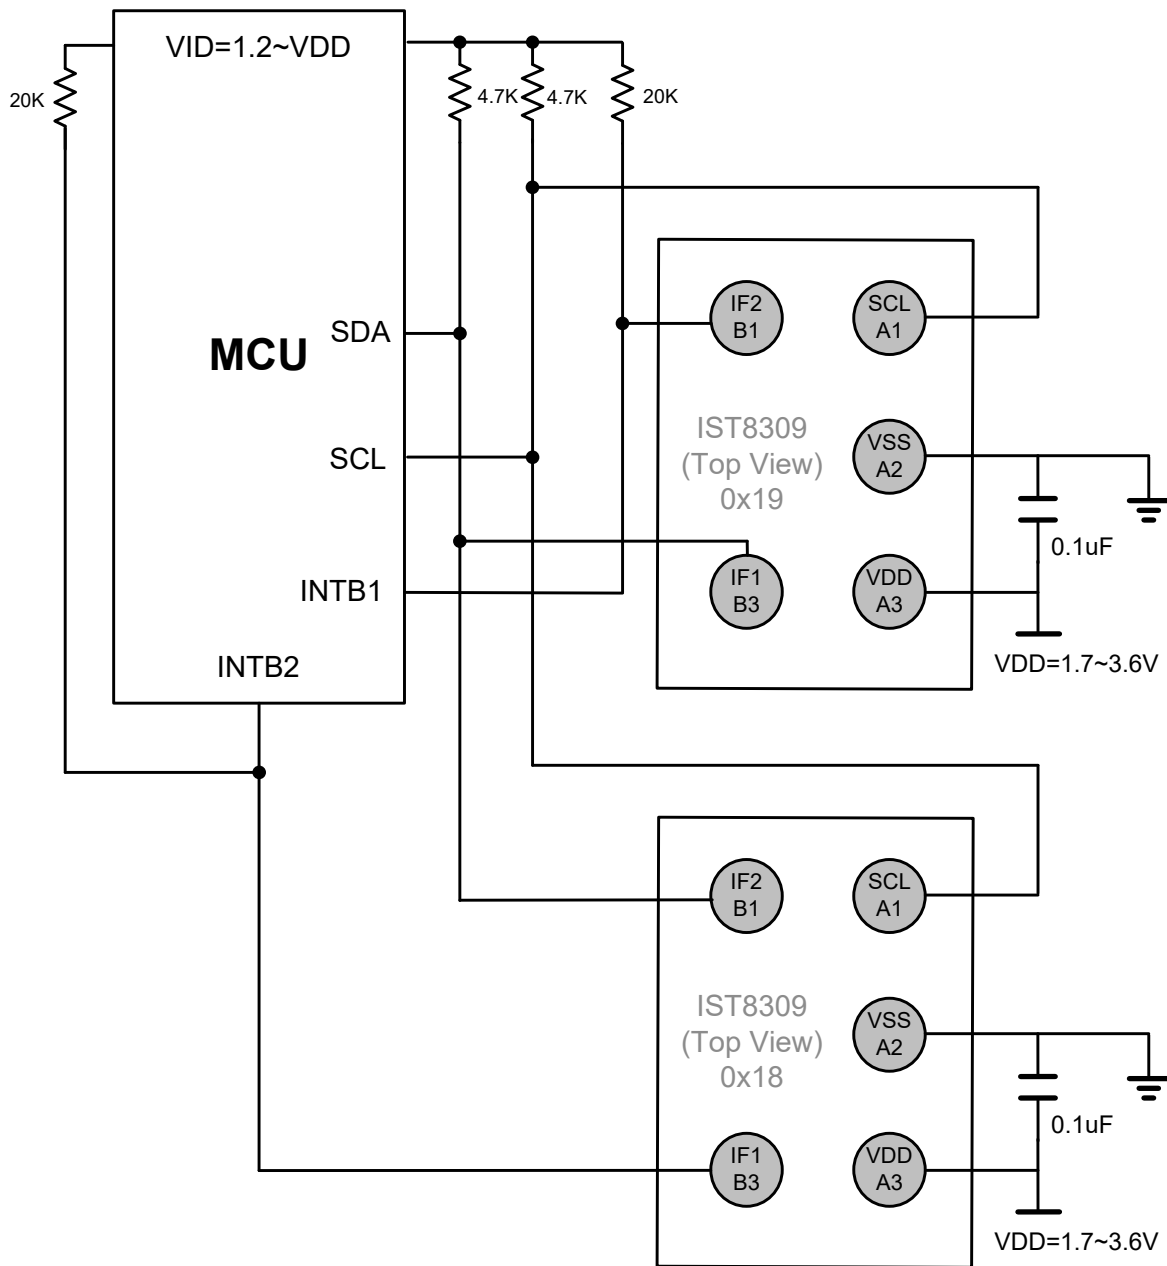 VID=1.2~VDD
20K
4.7K
4.7K
20K
SDA
MCU
SCL
INTB1
INTB2
IF2
B1
SCL
A1
IST8309
(Top View)
0x19
VSS
A2
0.1uF
IF1
B3
VDD
A3
VDD=1.7~3.6V
IF2
B1
SCL
A1
IST8309
(Top View)
0x18
VSS
A2
0.1uF
IF1
B3
VDD
A3
VDD=1.7~3.6V